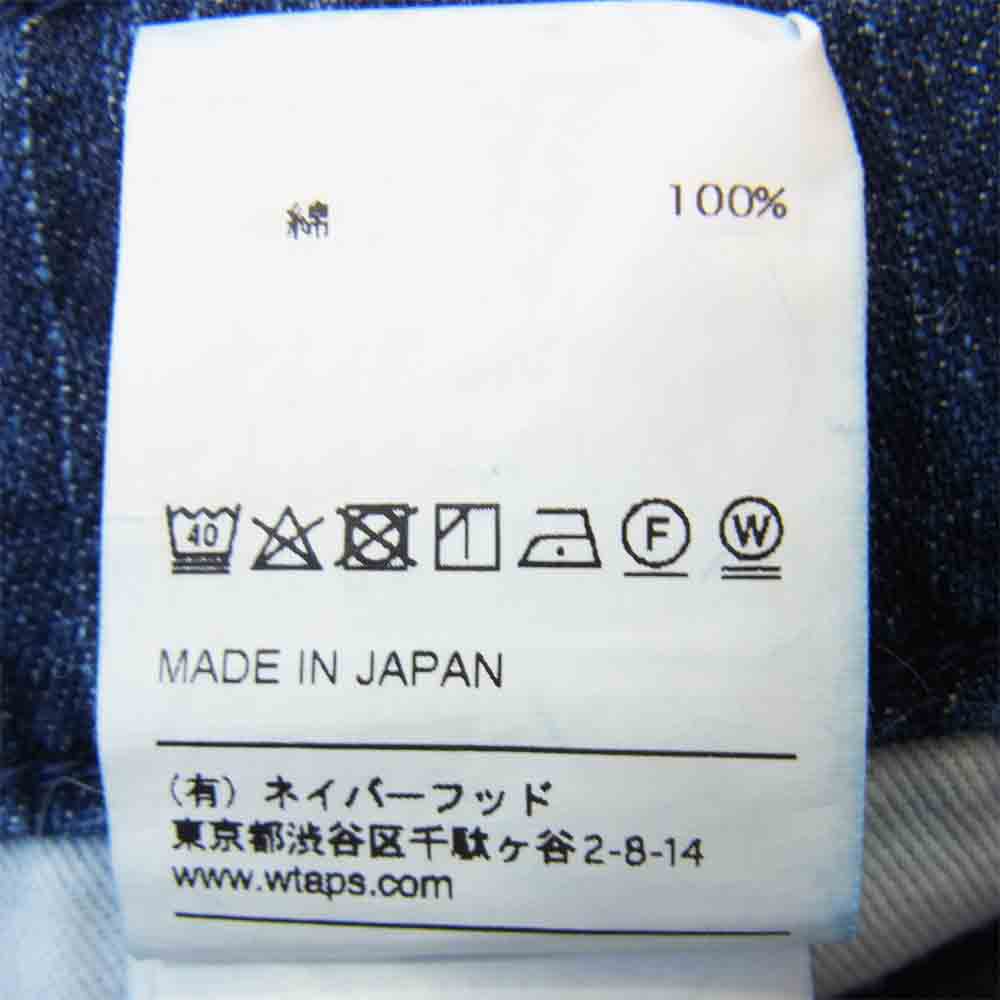 綿 100%
40 F W
MADE IN JAPAN
(有) ネイバーフッド
東京都渋谷区千駄ヶ谷2-8-14
www.wtaps.com